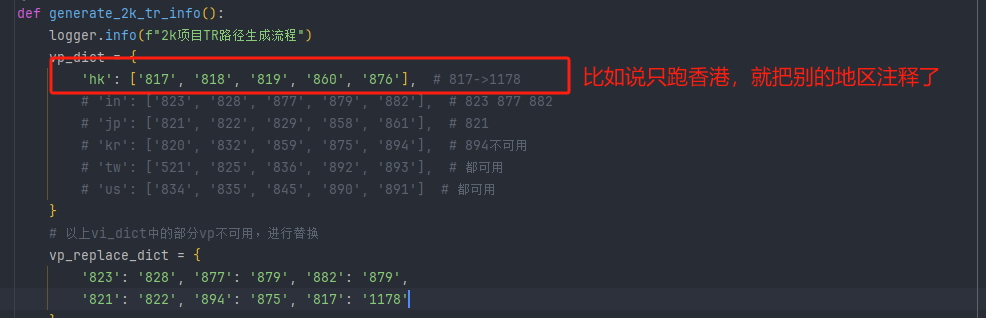 def generate_2k_tr_info():
logger.info(f"2k项目TR路径生成流程")
vp_dict = {
'hk': ['817', '818', '819', '860', '876'],  # 817->1178
比如说只跑香港，就把别的地区注释了
# 'in': ['823', '828', '877', '879', '882'],  # 823 877 882
# 'jp': ['821', '822', '829', '858', '861'],  # 821
# 'kr': ['820', '832', '859', '875', '894'],  # 894不可用
# 'tw': ['521', '825', '836', '892', '893'],  # 都可用
# 'us': ['834', '835', '845', '890', '891']  # 都可用
}
# 以上vi_dict中的部分vp不可用，进行替换
vp_replace_dict = {
'823': '828', '877': '879', '882': '879',
'821': '822', '894': '875', '817': '1178'